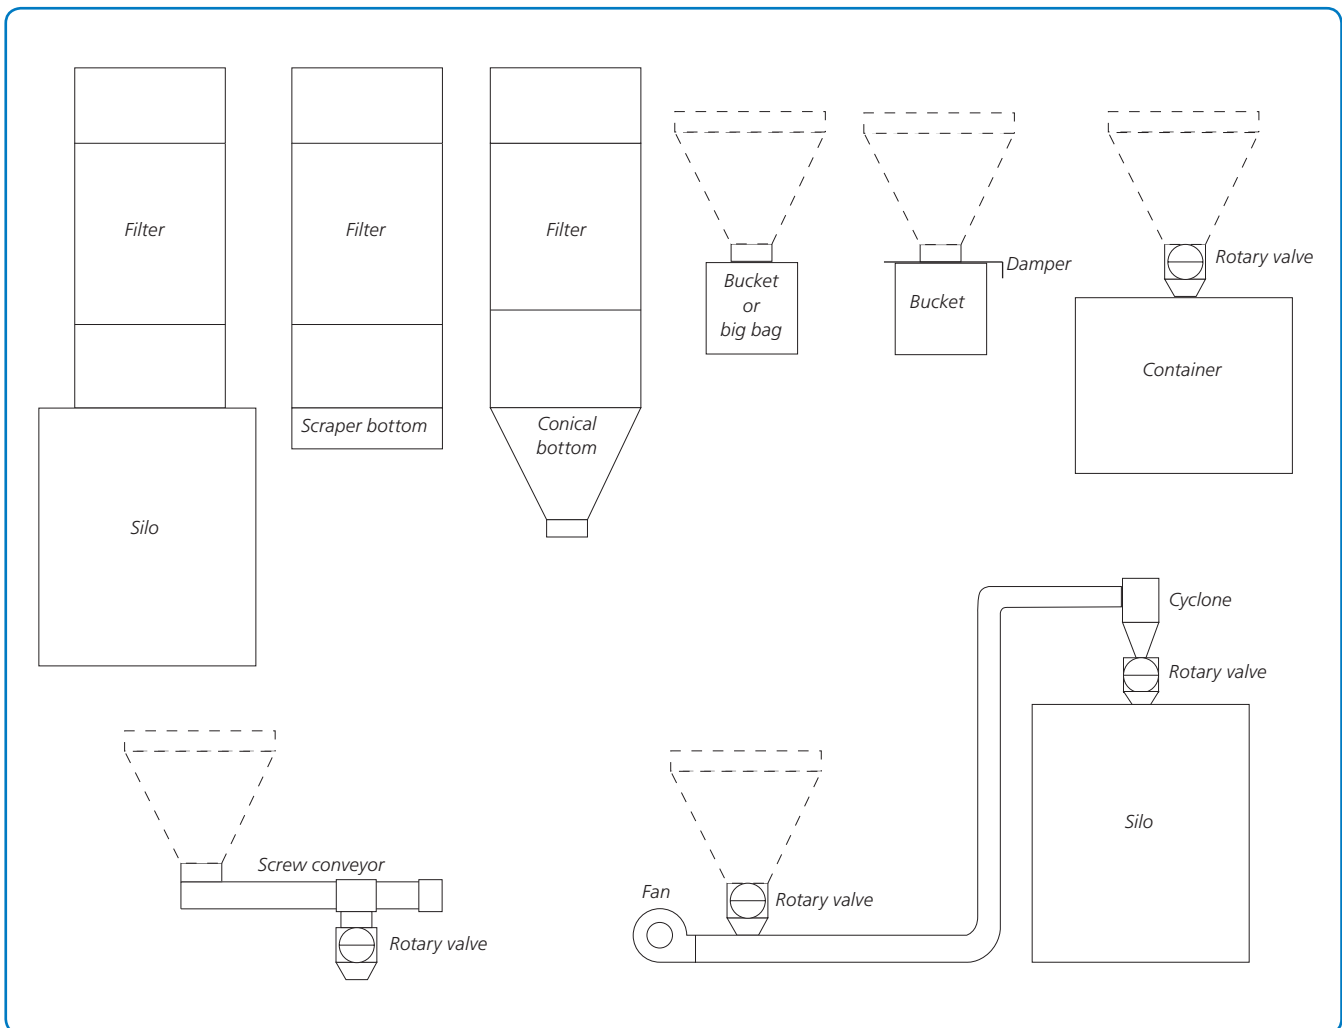 Filter
Filter
Filter
Bucket
or
big bag
Bucket
Damper
Rotary valve
Container
Scraper bottom
Conical
bottom
Silo
Cyclone
Rotary valve
Silo
Screw conveyor
Rotary valve
Fan
Rotary valve